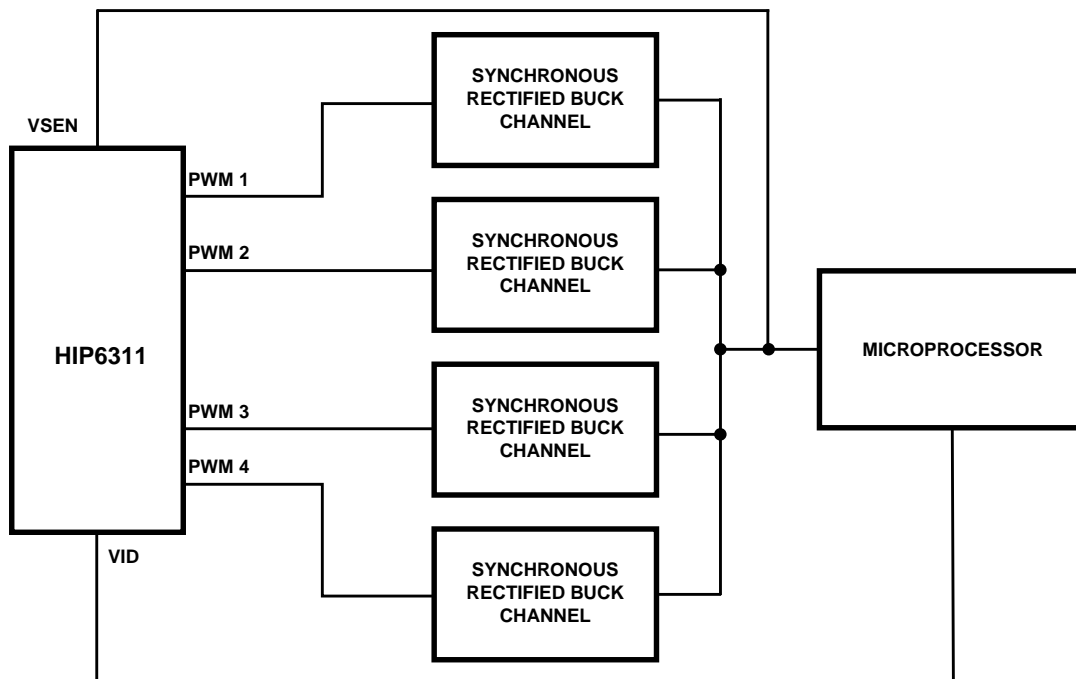 SYNCHRONOUS
RECTIFIED BUCK
CHANNEL
VSEN
PWM 1
SYNCHRONOUS
RECTIFIED BUCK
CHANNEL
PWM 2
HIP6311
MICROPROCESSOR
PWM 3
SYNCHRONOUS
RECTIFIED BUCK
CHANNEL
PWM 4
VID
SYNCHRONOUS
RECTIFIED BUCK
CHANNEL